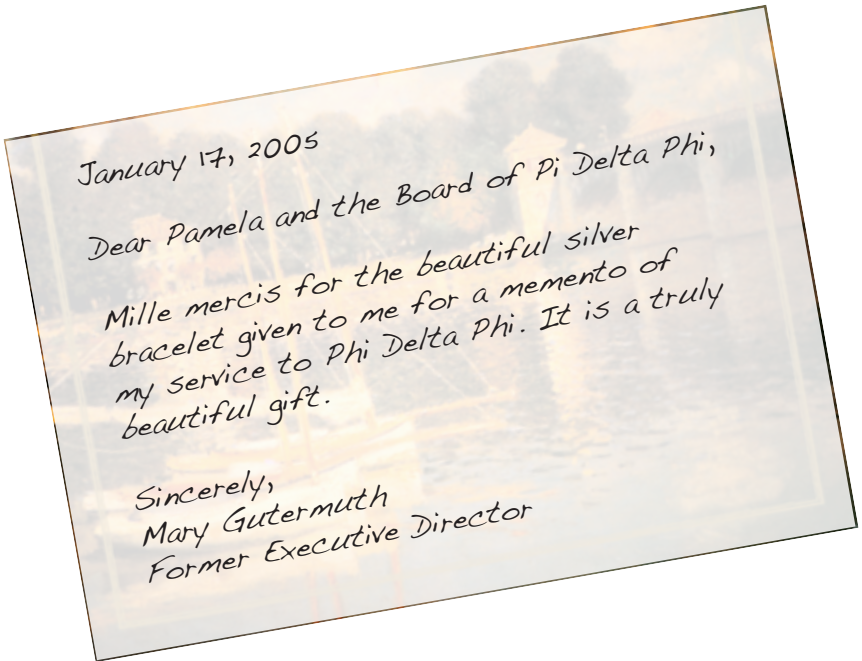 January 17, 2005
Dear Pamela and the Board of Pi Delta Phi,
Mille mercis for the beautiful silver
bracelet given to me for a memento of
my service to Phi Delta Phi. It is a truly
beautiful gift.
Sincerely,
Mary Gutermuth
Former Executive Director